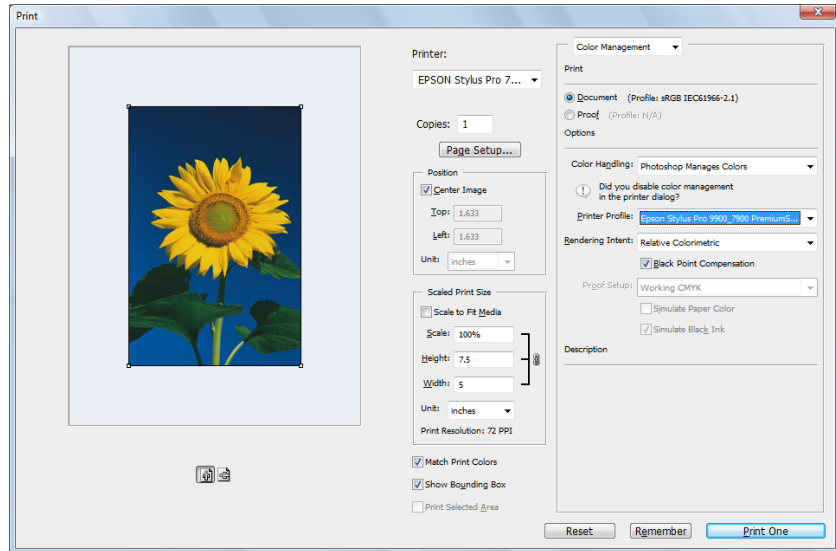 Print
Printer:
EPSON Stylus Pro 7...
Copies: 1
Page Setup...
Position
Center Image
Top: 1.633
Left: 1.633
Unit: inches
Scaled Print Size
Scale to Fit Media
Scale: 100%
Height: 7.5
Width: 5
Unit: inches
Print Resolution: 72 PPI
Match Print Colors
Show Bounding Box
Print Selected Area
Color Management
Print
Document (Profile: sRGB IEC61966-2.1)
Proof (Profile: N/A)
Options
Color Handling: Photoshop Manages Colors
Did you disable color management
in the printer dialog?
Printer Profile: Epson Stylus Pro 9900_7900 PremiumS...
Rendering Intent: Relative Colorimetric
Black Point Compensation
Proof Setup: Working CMYK
Simulate Paper Color
Simulate Black Ink
Description
Reset Remember Print One